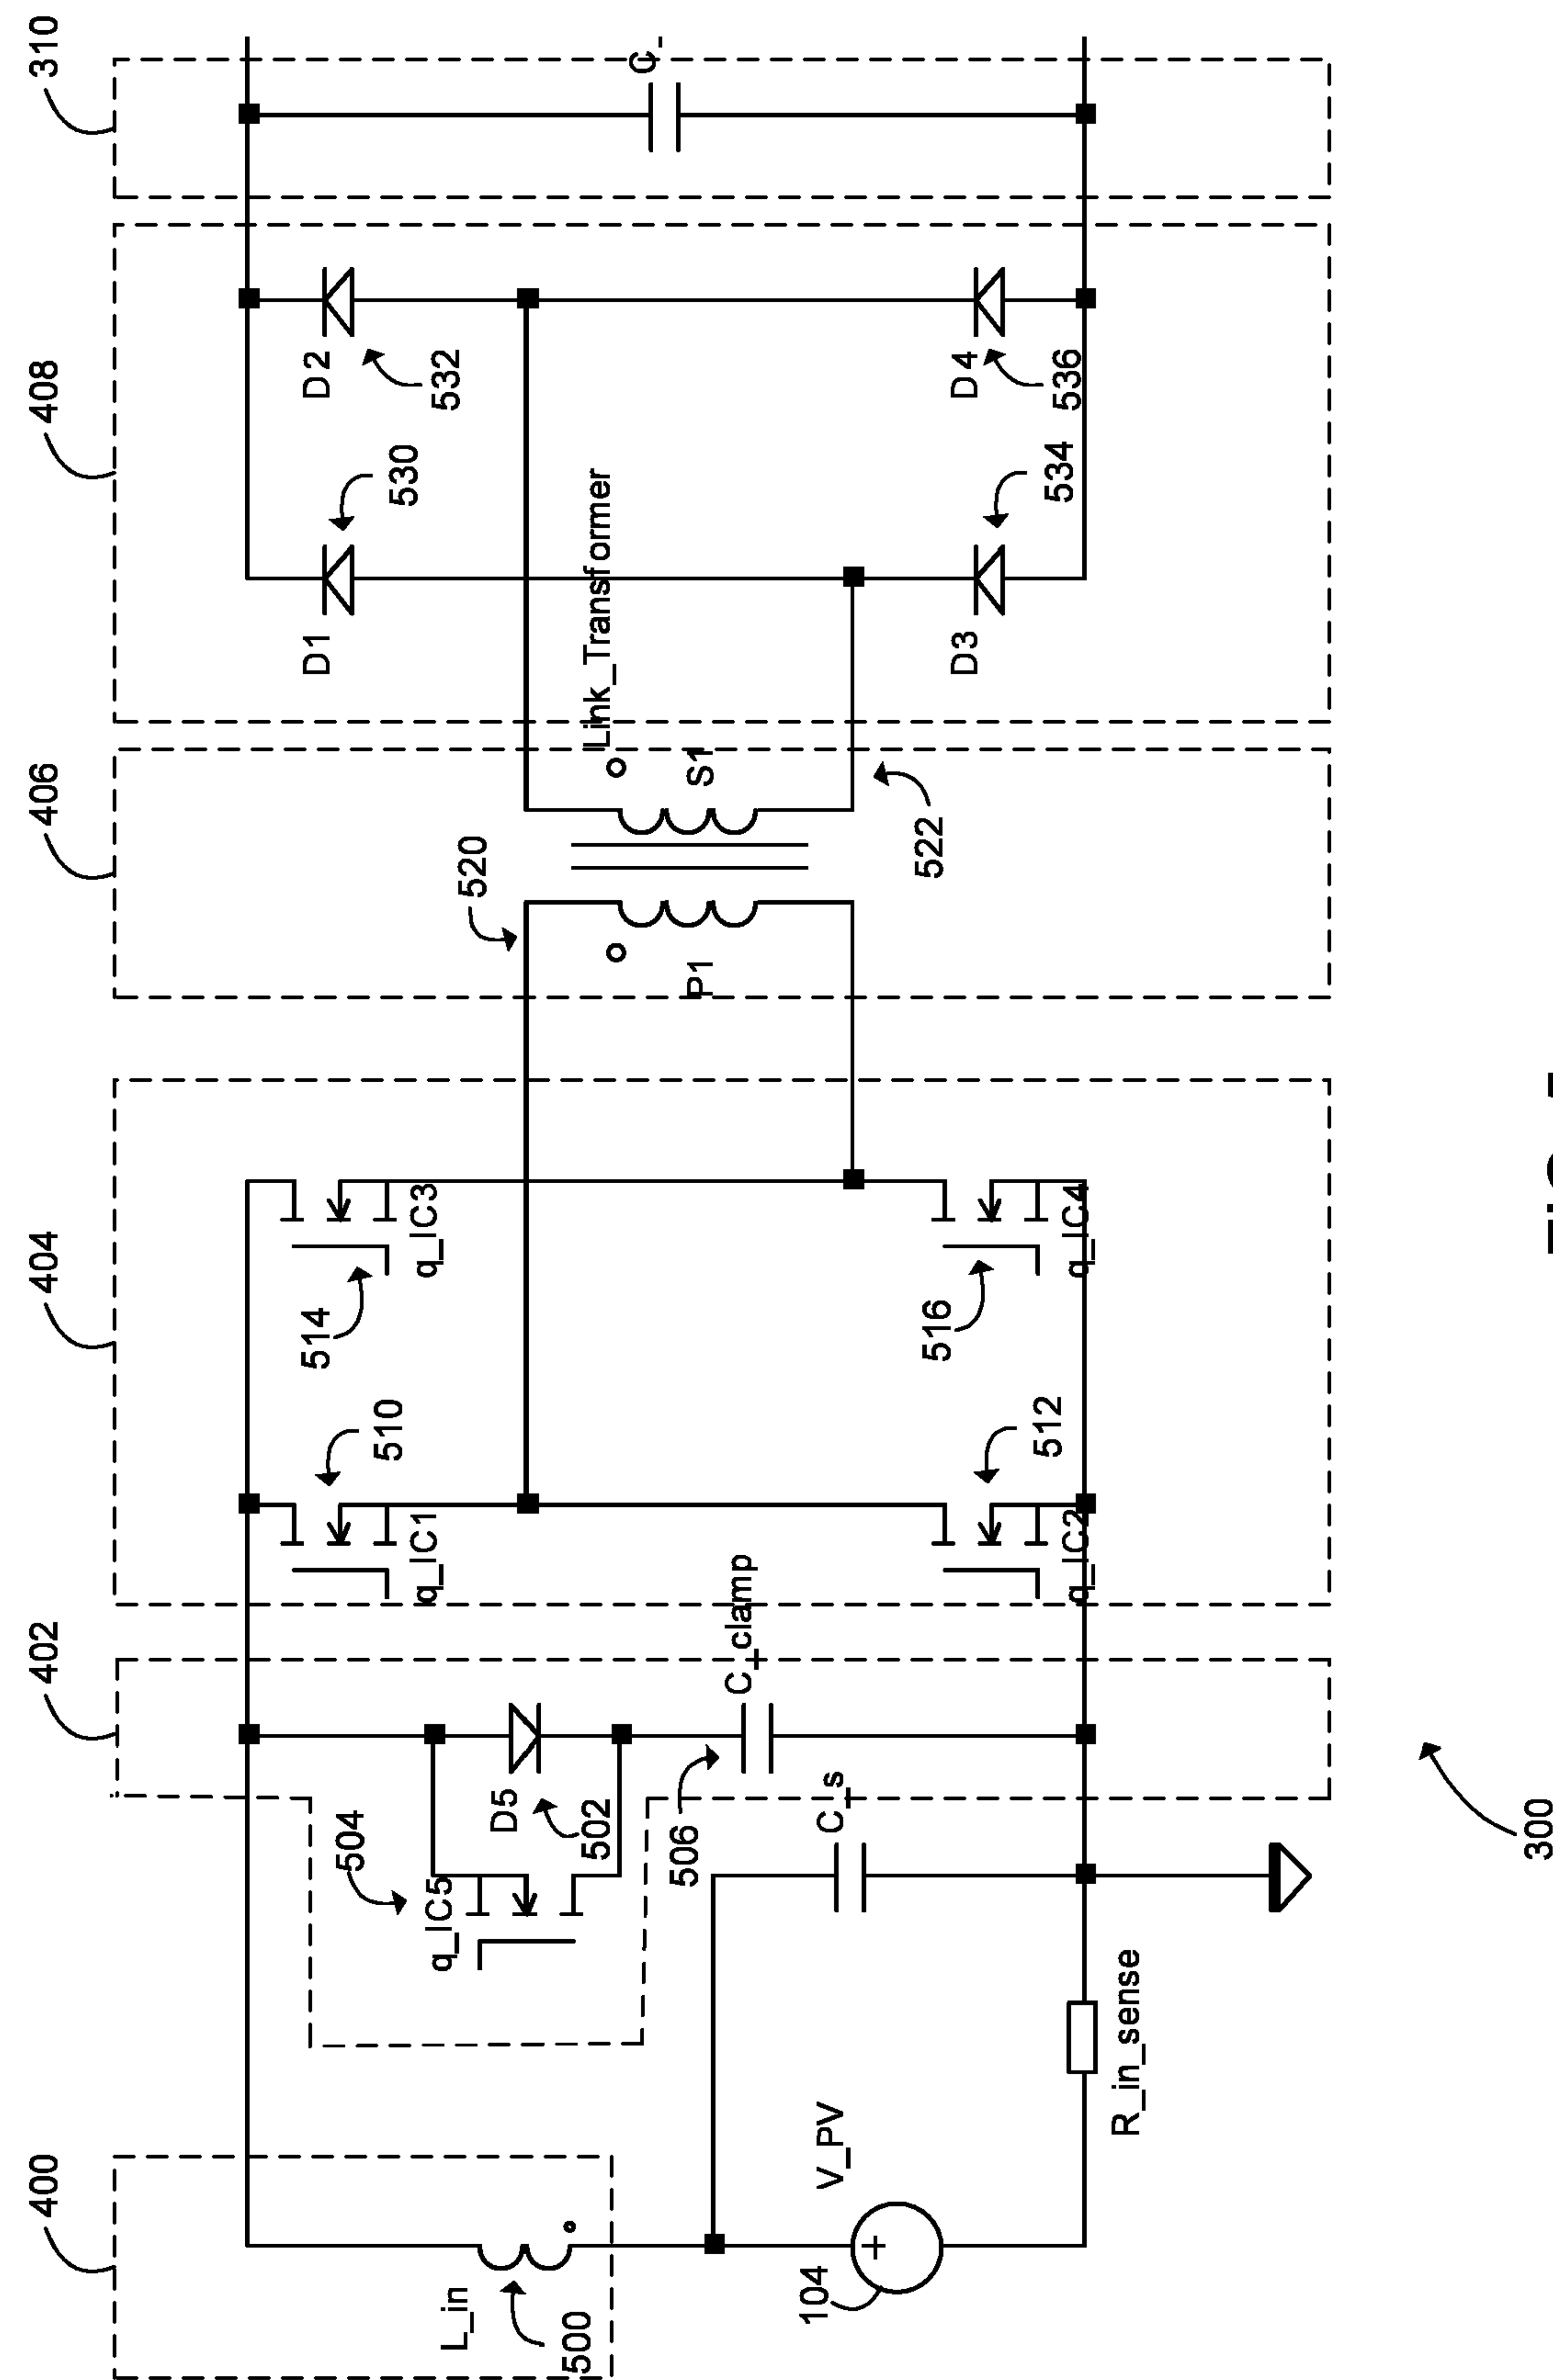 310
408
406
404
402
400
C_
D2
532
D1
530
D4
536
D3
534
Link_Transformer
S1
P1
520
522
q_IC3
514
q_IC4
516
q_IC1
510
q_IC2
512
C_clamp
506
D5
502
504
q_IC5
C_s
R_in_sense
V_PV
104
+
L_in
500
300